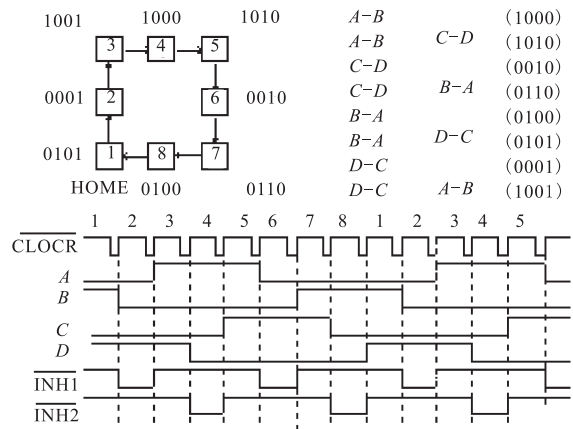 1001 1000 1010
3 4 5
0001 2 6 0010
0101 1 8 7
HOME 0100 0110
A-B (1000)
A-B C-D (1010)
C-D (0010)
C-D B-A (0110)
B-A (0100)
B-A D-C (0101)
D-C (0001)
D-C A-B (1001)
1 2 3 4 5 6 7 8 1 2 3 4 5
CLOCR
A
B
C
D
INH1
INH2